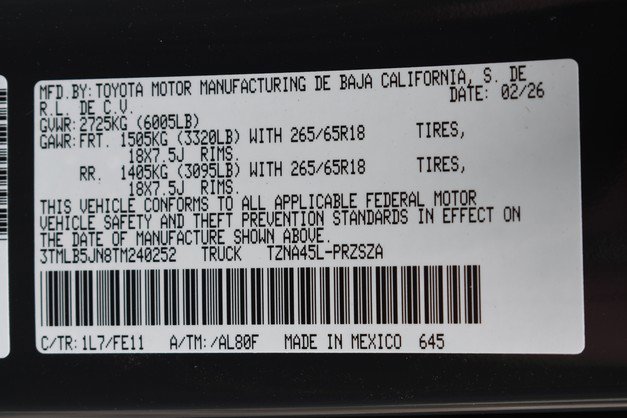 MFD.BY:TOYOTA MOTOR MANUFACTURING DE BAJA CALIFORNIA, S. DE
R.L. DE C.V. DATE: 02/26
GVWR:2725KG (6005LB)
GAWR:FRT. 1505KG (3320LB) WITH 265/65R18 TIRES,
18X7.5J RIMS.
RR. 1405KG (3095LB) WITH 265/65R18 TIRES,
18X7.5J RIMS.
THIS VEHICLE CONFORMS TO ALL APPLICABLE FEDERAL MOTOR
VEHICLE SAFETY AND THEFT PREVENTION STANDARDS IN EFFECT ON
THE DATE OF MANUFACTURE SHOWN ABOVE.
3TMLB5JN8TM240252 TRUCK TZNA45L-PRZSZA
C/TR:1L7/FE11 A/TM:/AL80F MADE IN MEXICO 645